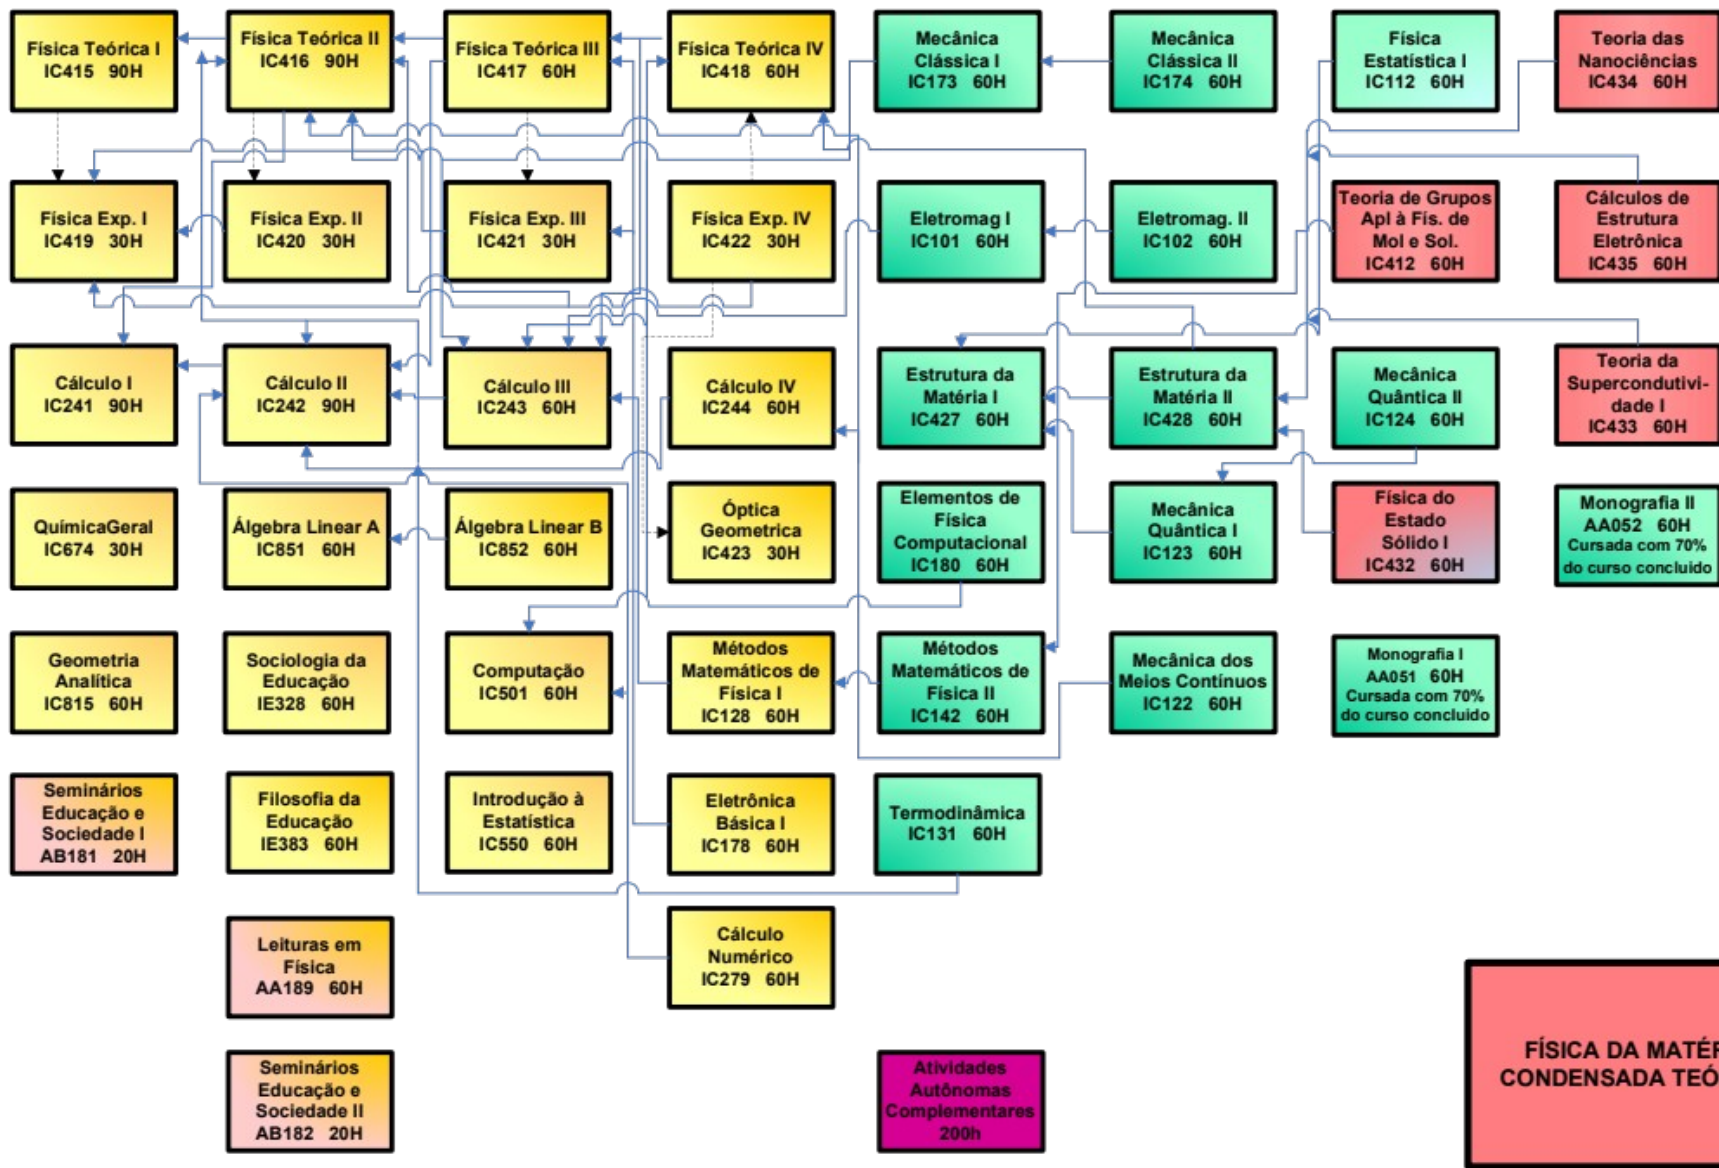 Física Teórica I
IC415 90H
Física Teórica II
IC416 90H
Física Teórica III
IC417 60H
Física Teórica IV
IC418 60H
Mecânica
Clássica I
IC173 60H
Mecânica
Clássica II
IC174 60H
Física
Estatística I
IC112 60H
Teoria das
Nanociências
IC434 60H
Física Exp. I
IC419 30H
Física Exp. II
IC420 30H
Física Exp. III
IC421 30H
Física Exp. IV
IC422 30H
Eletromag I
IC101 60H
Eletromag. II
IC102 60H
Teoria de Grupos
Apl à Fís. de
Mol e Sol.
IC412 60H
Cálculos de
Estrutura
Eletrônica
IC435 60H
Cálculo I
IC241 90H
Cálculo II
IC242 90H
Cálculo III
IC243 60H
Cálculo IV
IC244 60H
Estrutura da
Matéria I
IC427 60H
Estrutura da
Matéria II
IC428 60H
Mecânica
Quântica II
IC124 60H
Teoria da
Supercondutivi-
dade I
IC433 60H
QuímicaGeral
IC674 30H
Álgebra Linear A
IC851 60H
Álgebra Linear B
IC852 60H
Óptica
Geometrica
IC423 30H
Elementos de
Física
Computacional
IC180 60H
Mecânica
Quântica I
IC123 60H
Física do
Estado
Sólido I
IC432 60H
Monografia II
AA052 60H
Cursada com 70%
do curso concluido
Geometria
Analítica
IC815 60H
Sociologia da
Educação
IE328 60H
Computação
IC501 60H
Métodos
Matemáticos de
Física I
IC128 60H
Métodos
Matemáticos de
Física II
IC142 60H
Mecânica dos
Meios Contínuos
IC122 60H
Monografia I
AA051 60H
Cursada com 70%
do curso concluido
Seminários
Educação e
Sociedade I
AB181 20H
Filosofia da
Educação
IE383 60H
Introdução à
Estatística
IC550 60H
Eletrônica
Básica I
IC178 60H
Termodinâmica
IC131 60H
Leituras em
Física
AA189 60H
Cálculo
Numérico
IC279 60H
Seminários
Educação e
Sociedade II
AB182 20H
Atividades
Autônomas
Complementares
200h
FÍSICA DA MATÉ
CONDENSADA TEÓ